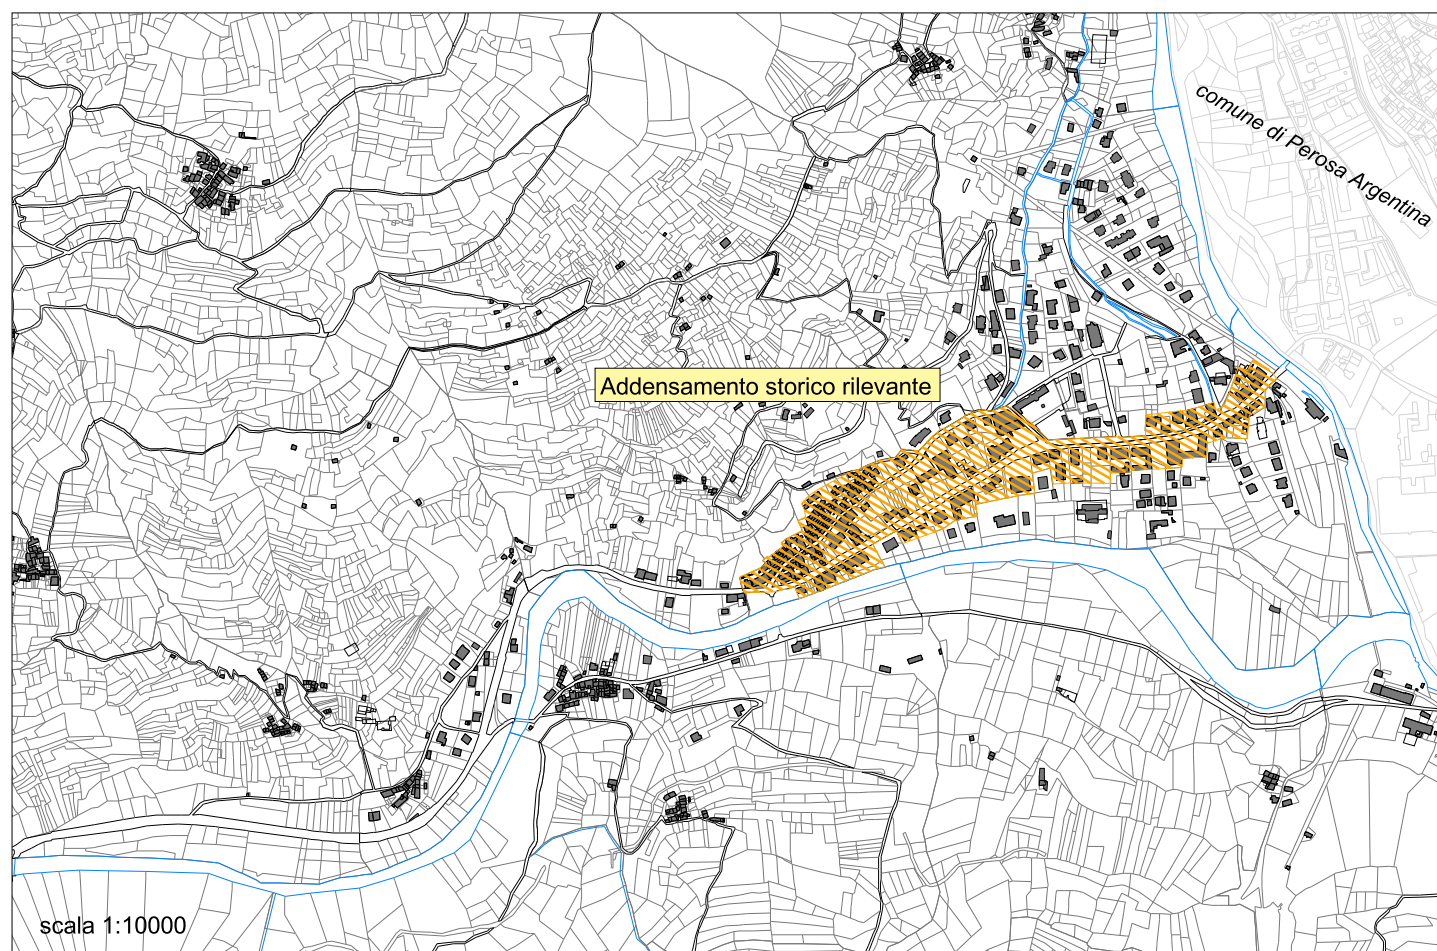 comune di Perosa Argentina
Addensamento storico rilevante
scala 1:10000